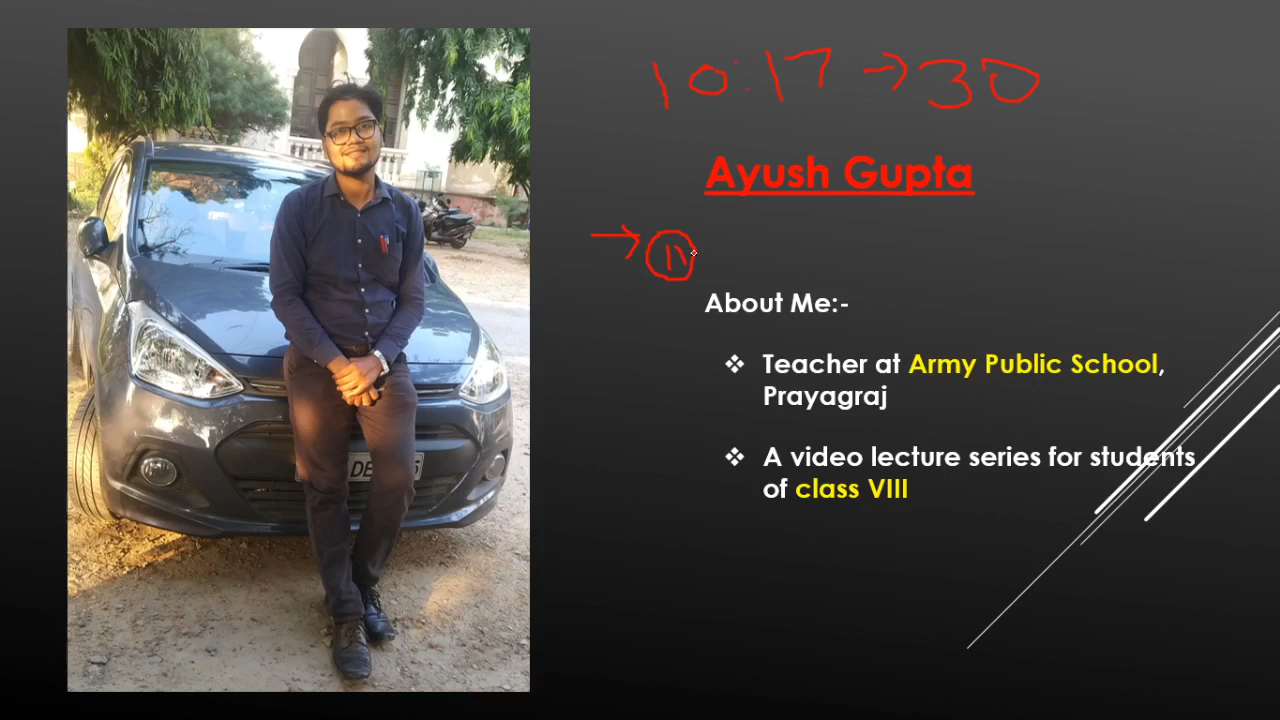 10:17 → 30
Ayush Gupta
→ 11
About Me:-
❖ Teacher at Army Public School,
Prayagraj
❖ A video lecture series for students
of class VIII